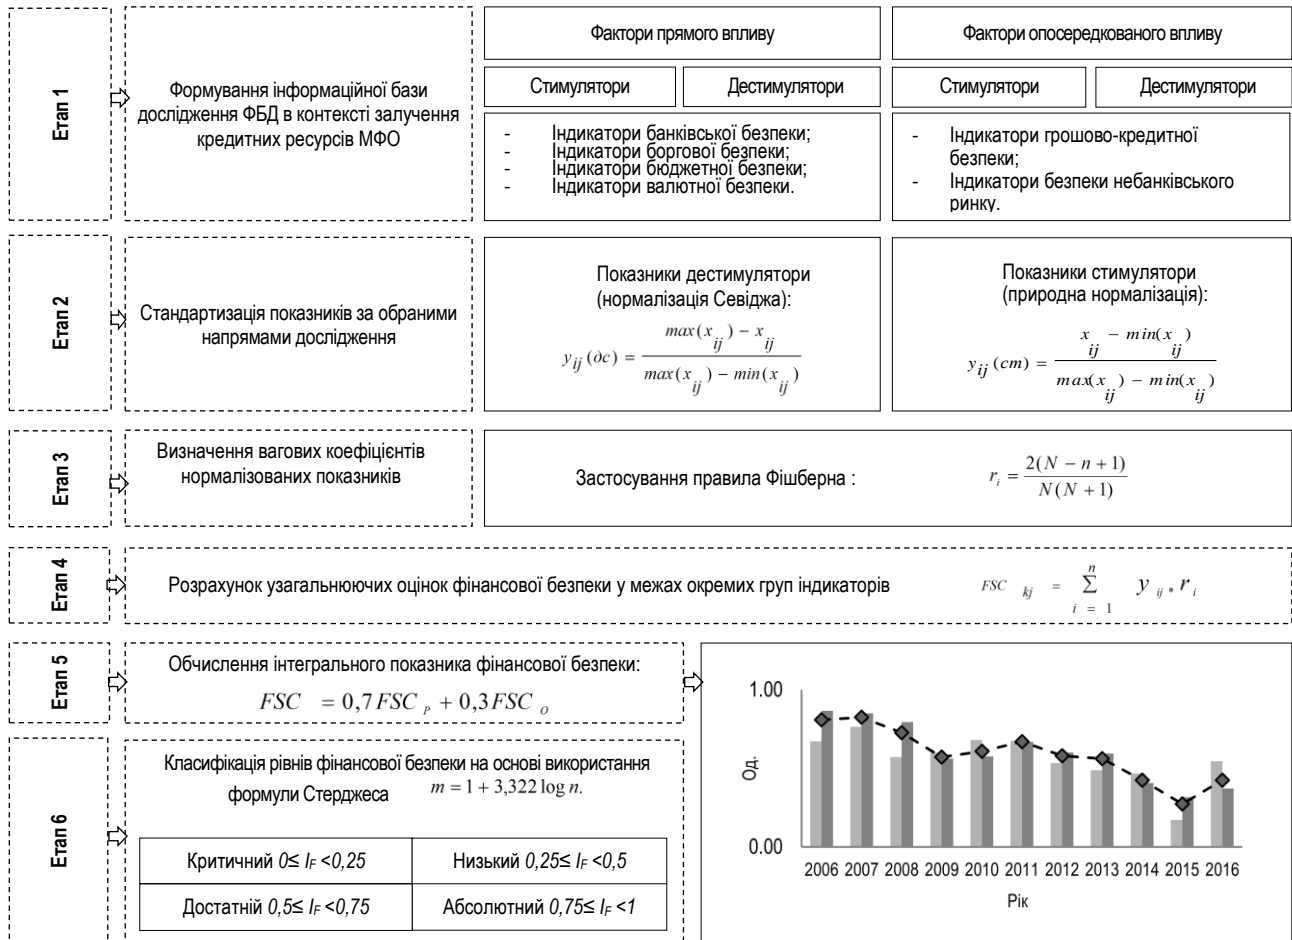 Етап 1
Формування інформаційної бази
дослідження ФБД в контексті залучення
кредитних ресурсів МФО
Фактори прямого впливу
Фактори опосередкованого впливу
Стимулятори
Дестимулятори
Стимулятори
Дестимулятори
- Індикатори банківської безпеки;
- Індикатори боргової безпеки;
- Індикатори бюджетної безпеки;
- Індикатори валютної безпеки.
- Індикатори грошово-кредитної
безпеки;
- Індикатори безпеки небанківського
ринку.
Етап 2
Стандартизація показників за обраними
напрямами дослідження
Показники дестимулятори
(нормалізація Севіджа):
y_ij (дс) = (max(x_ij) − x_ij) / (max(x_ij) − min(x_ij))
Показники стимулятори
(природна нормалізація):
y_ij (cm) = (x_ij − min(x_ij)) / (max(x_ij) − min(x_ij))
Етап 3
Визначення вагових коефіцієнтів
нормалізованих показників
Застосування правила Фішберна : r_i = 2(N − n + 1) / N(N + 1)
Етап 4
Розрахунок узагальнюючих оцінок фінансової безпеки у межах окремих груп індикаторів FSC_kj = Σ_{i = 1}^{n} y_ij * r_i
Етап 5
Обчислення інтегрального показника фінансової безпеки:
FSC = 0,7 FSC_P + 0,3 FSC_O
Етап 6
Класифікація рівнів фінансової безпеки на основі використання
формули Стерджеса m = 1 + 3,322 log n.
Критичний 0≤ I_F <0,25
Низький 0,25≤ I_F <0,5
Достатній 0,5≤ I_F <0,75
Абсолютний 0,75≤ I_F <1
Од.
1.00
0.00
2006 2007 2008 2009 2010 2011 2012 2013 2014 2015 2016
Рік